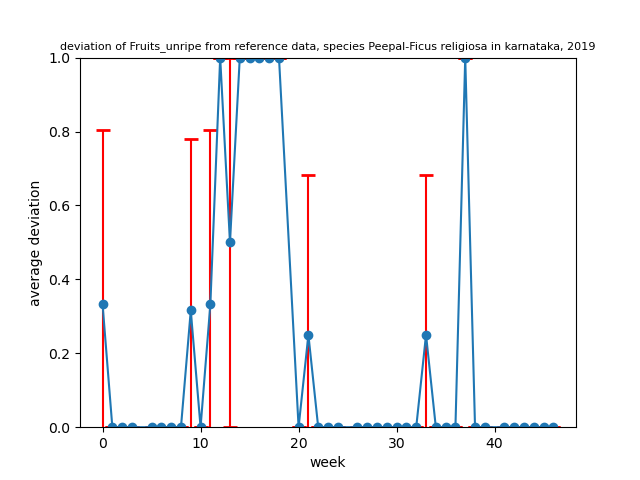 deviation of Fruits_unripe from reference data, species Peepal-Ficus religiosa in karnataka, 2019
1.0
0.8
0.6
0.4
0.2
0.0
average deviation
0 10 20 30 40
week